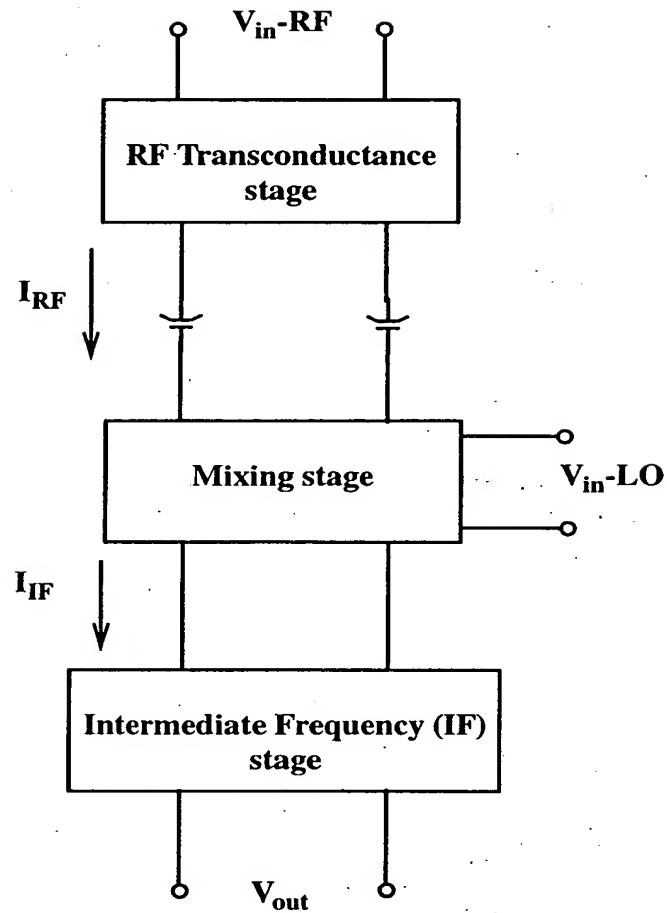 V_in-RF
RF Transconductance
stage
I_RF
Mixing stage
V_in-LO
I_IF
Intermediate Frequency (IF)
stage
V_out